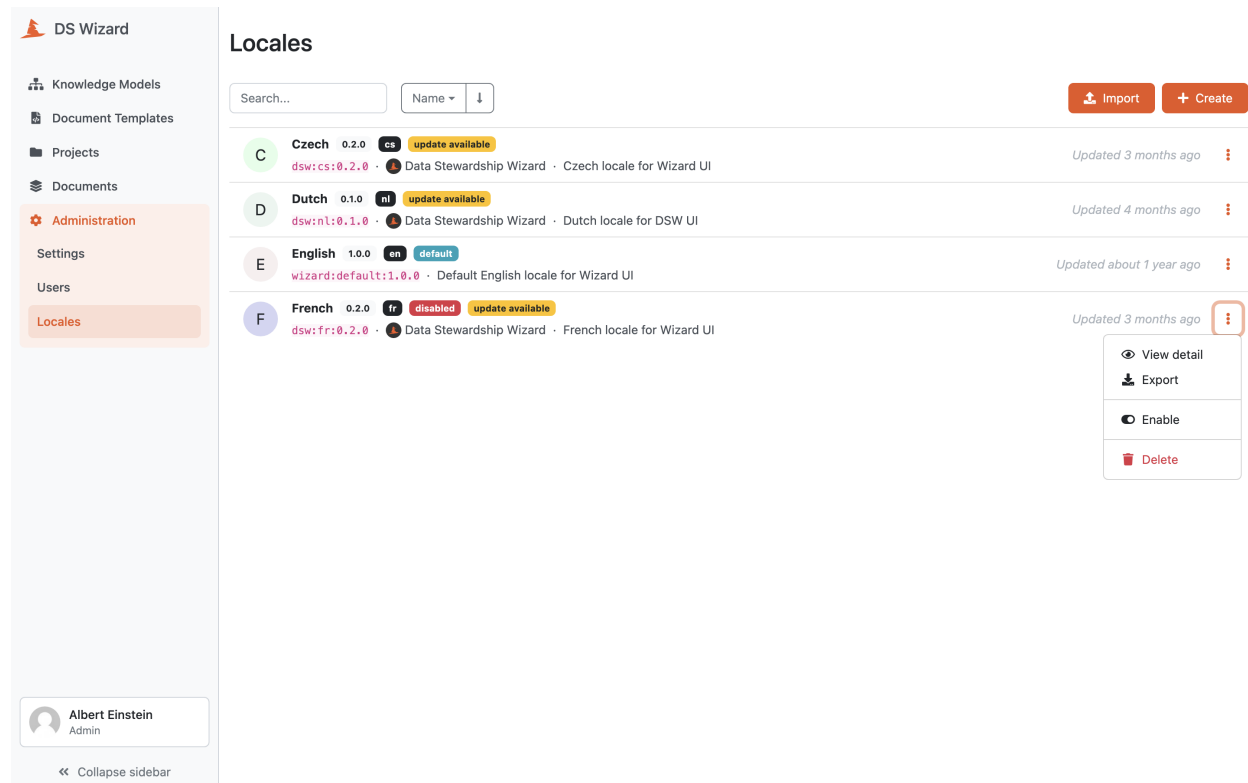 DS Wizard
Knowledge Models
Document Templates
Projects
Documents
Administration
Settings
Users
Locales
Albert Einstein
Admin
Collapse sidebar
Locales
Search...
Name
Import
Create
C
Czech 0.2.0 cs update available
dsw:cs:0.2.0 · Data Stewardship Wizard · Czech locale for Wizard UI
Updated 3 months ago
D
Dutch 0.1.0 nl update available
dsw:nl:0.1.0 · Data Stewardship Wizard · Dutch locale for DSW UI
Updated 4 months ago
E
English 1.0.0 en default
wizard:default:1.0.0 · Default English locale for Wizard UI
Updated about 1 year ago
F
French 0.2.0 fr disabled update available
dsw:fr:0.2.0 · Data Stewardship Wizard · French locale for Wizard UI
Updated 3 months ago
View detail
Export
Enable
Delete